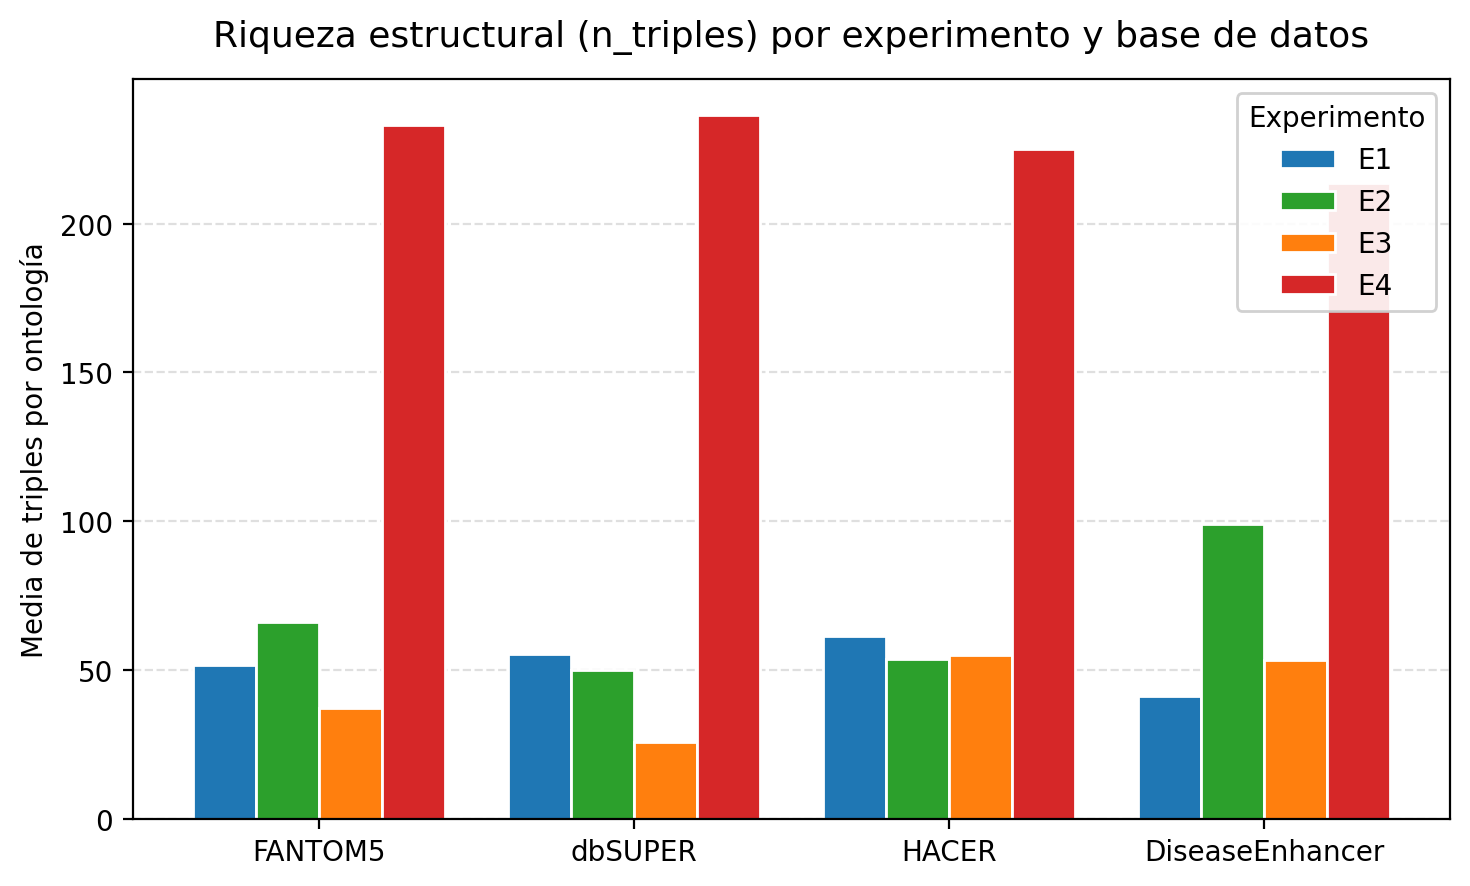 Riqueza estructural (n_triples) por experimento y base de datos
Media de triples por ontología
200
150
100
50
0
FANTOM5
dbSUPER
HACER
DiseaseEnhancer
Experimento
E1
E2
E3
E4